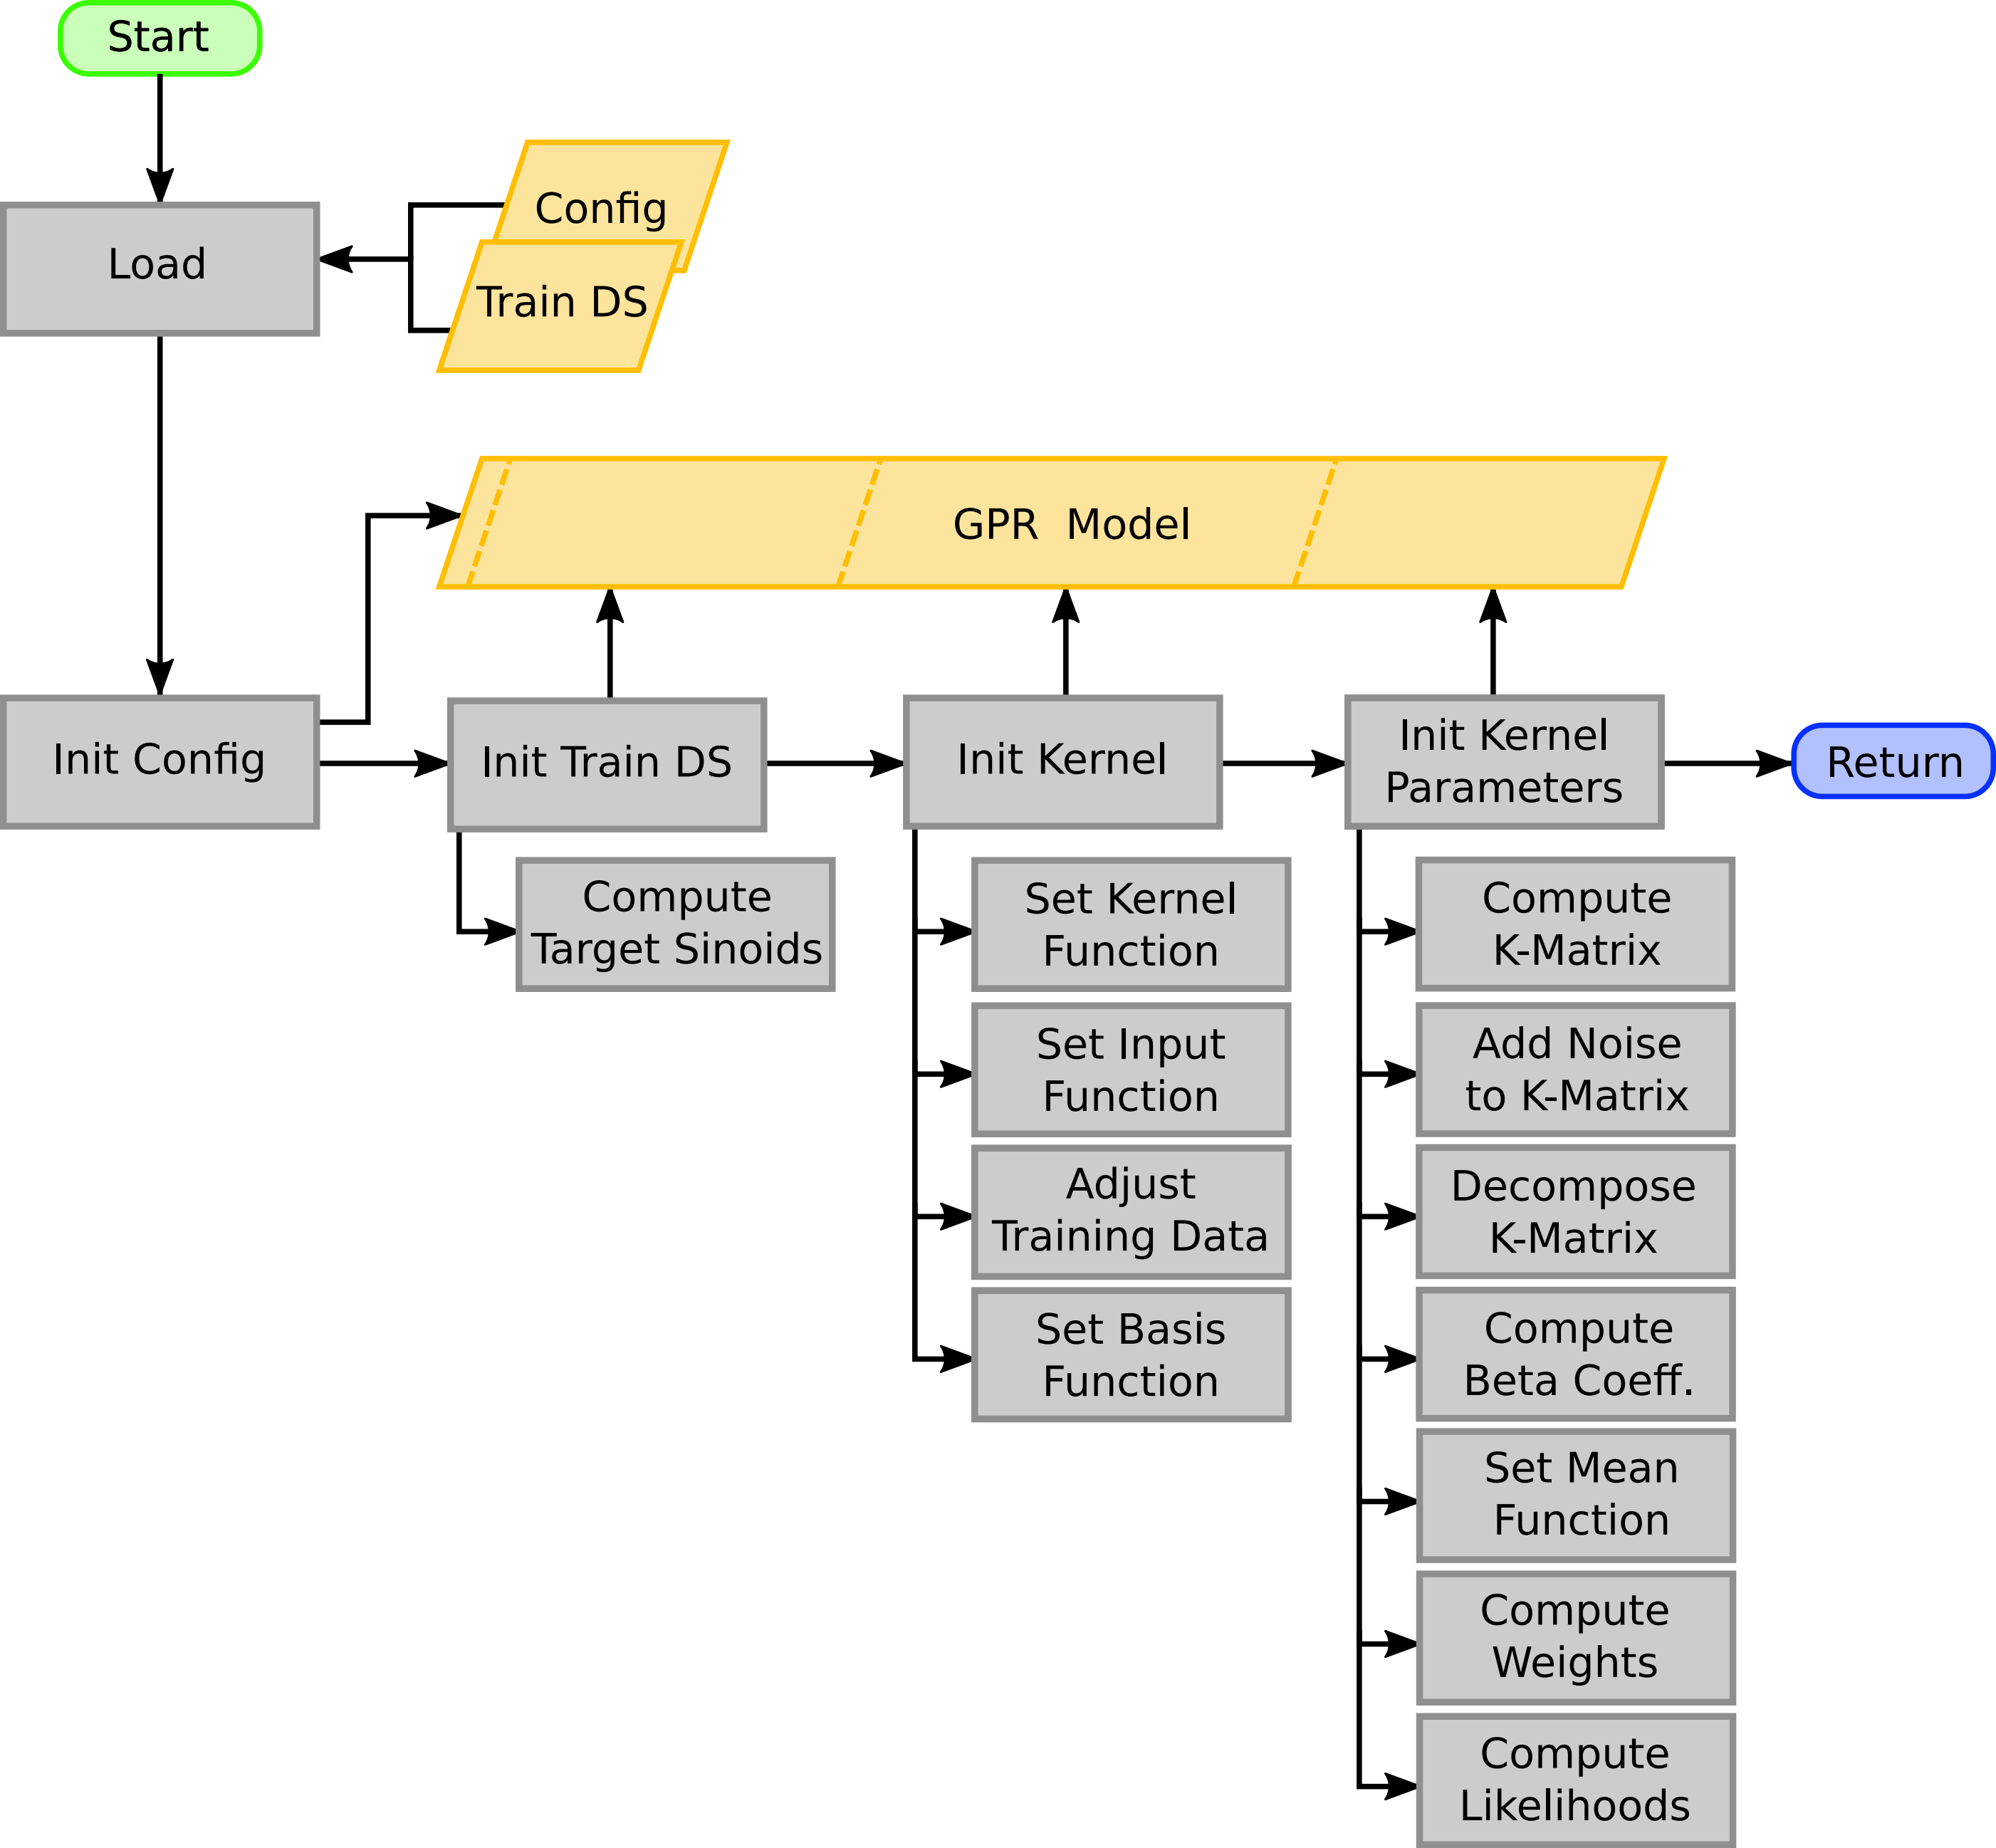 Start
Config
Load
Train DS
GPR Model
Init Config
Init Train DS
Init Kernel
Init Kernel
Parameters
Return
Compute
Target Sinoids
Set Kernel
Function
Set Input
Function
Adjust
Training Data
Set Basis
Function
Compute
K-Matrix
Add Noise
to K-Matrix
Decompose
K-Matrix
Compute
Beta Coeff.
Set Mean
Function
Compute
Weights
Compute
Likelihoods